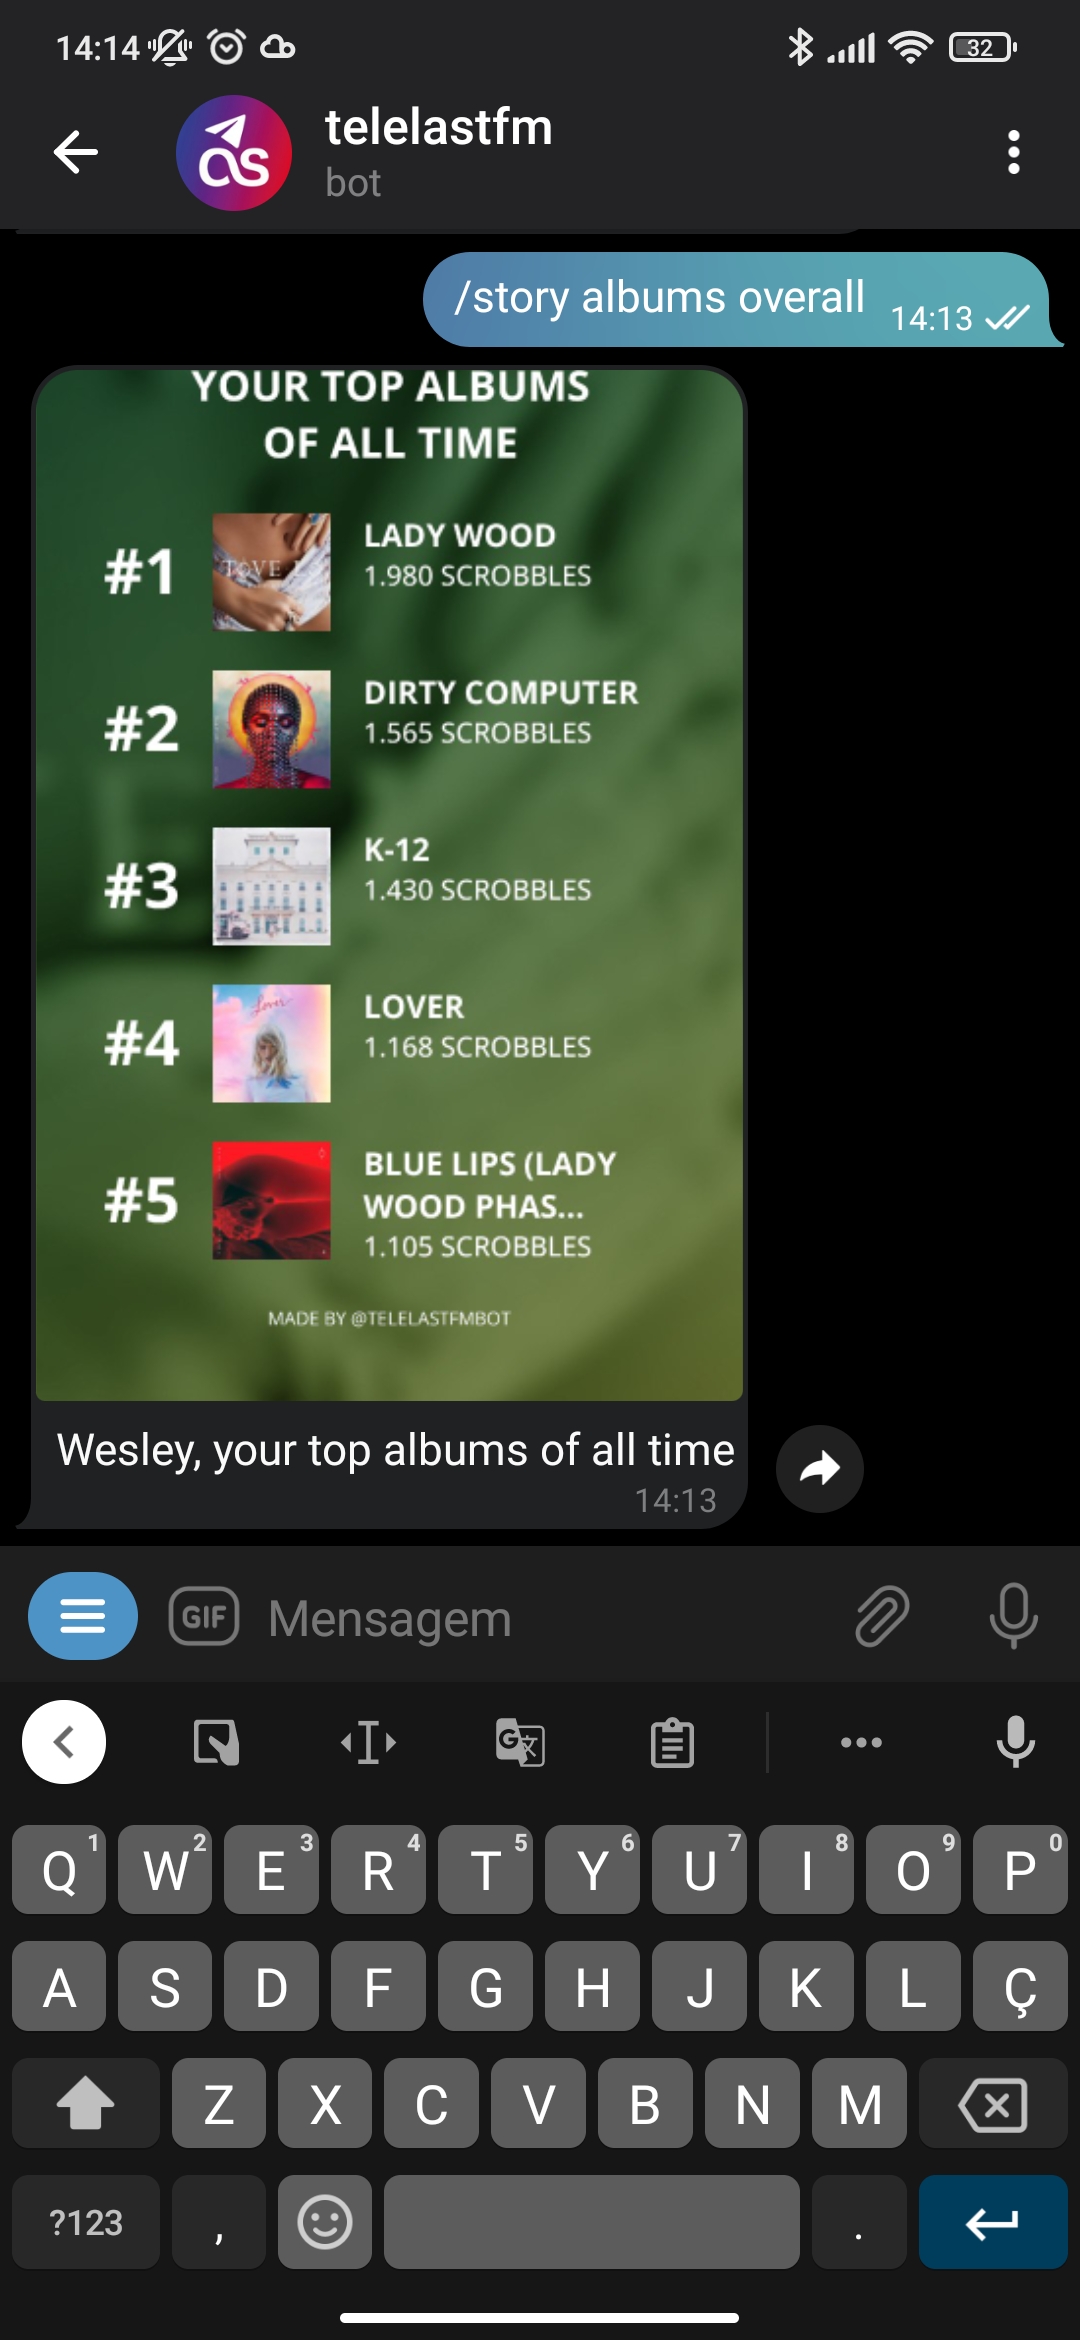 14:14
32
telelastfm
bot
/story albums overall
14:13
YOUR TOP ALBUMS
OF ALL TIME
#1
LADY WOOD
1.980 SCROBBLES
#2
DIRTY COMPUTER
1.565 SCROBBLES
#3
K-12
1.430 SCROBBLES
#4
Lover
LOVER
1.168 SCROBBLES
#5
BLUE LIPS (LADY
WOOD PHAS...
1.105 SCROBBLES
MADE BY @TELELASTFMBOT
Wesley, your top albums of all time
14:13
GIF
Mensagem
Q 1 W 2 E 3 R 4 T 5 Y 6 U 7 I 8 O 9 P 0
A S D F G H J K L Ç
Z X C V B N M
?123 , .